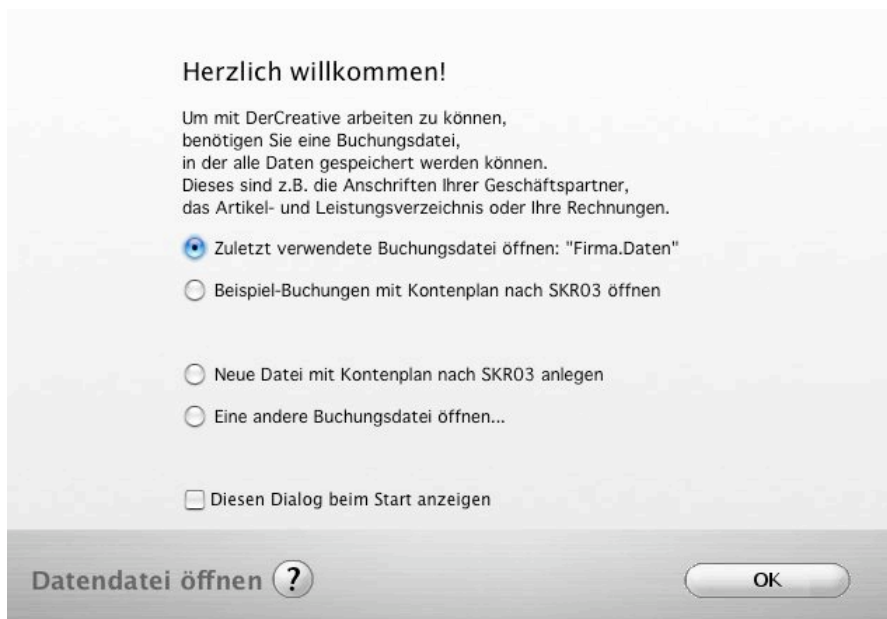 Herzlich willkommen!
Um mit DerCreative arbeiten zu können,
benötigen Sie eine Buchungsdatei,
in der alle Daten gespeichert werden können.
Dieses sind z.B. die Anschriften Ihrer Geschäftspartner,
das Artikel- und Leistungsverzeichnis oder Ihre Rechnungen.
Zuletzt verwendete Buchungsdatei öffnen: "Firma.Daten"
Beispiel-Buchungen mit Kontenplan nach SKR03 öffnen
Neue Datei mit Kontenplan nach SKR03 anlegen
Eine andere Buchungsdatei öffnen...
Diesen Dialog beim Start anzeigen
Datendatei öffnen ? OK